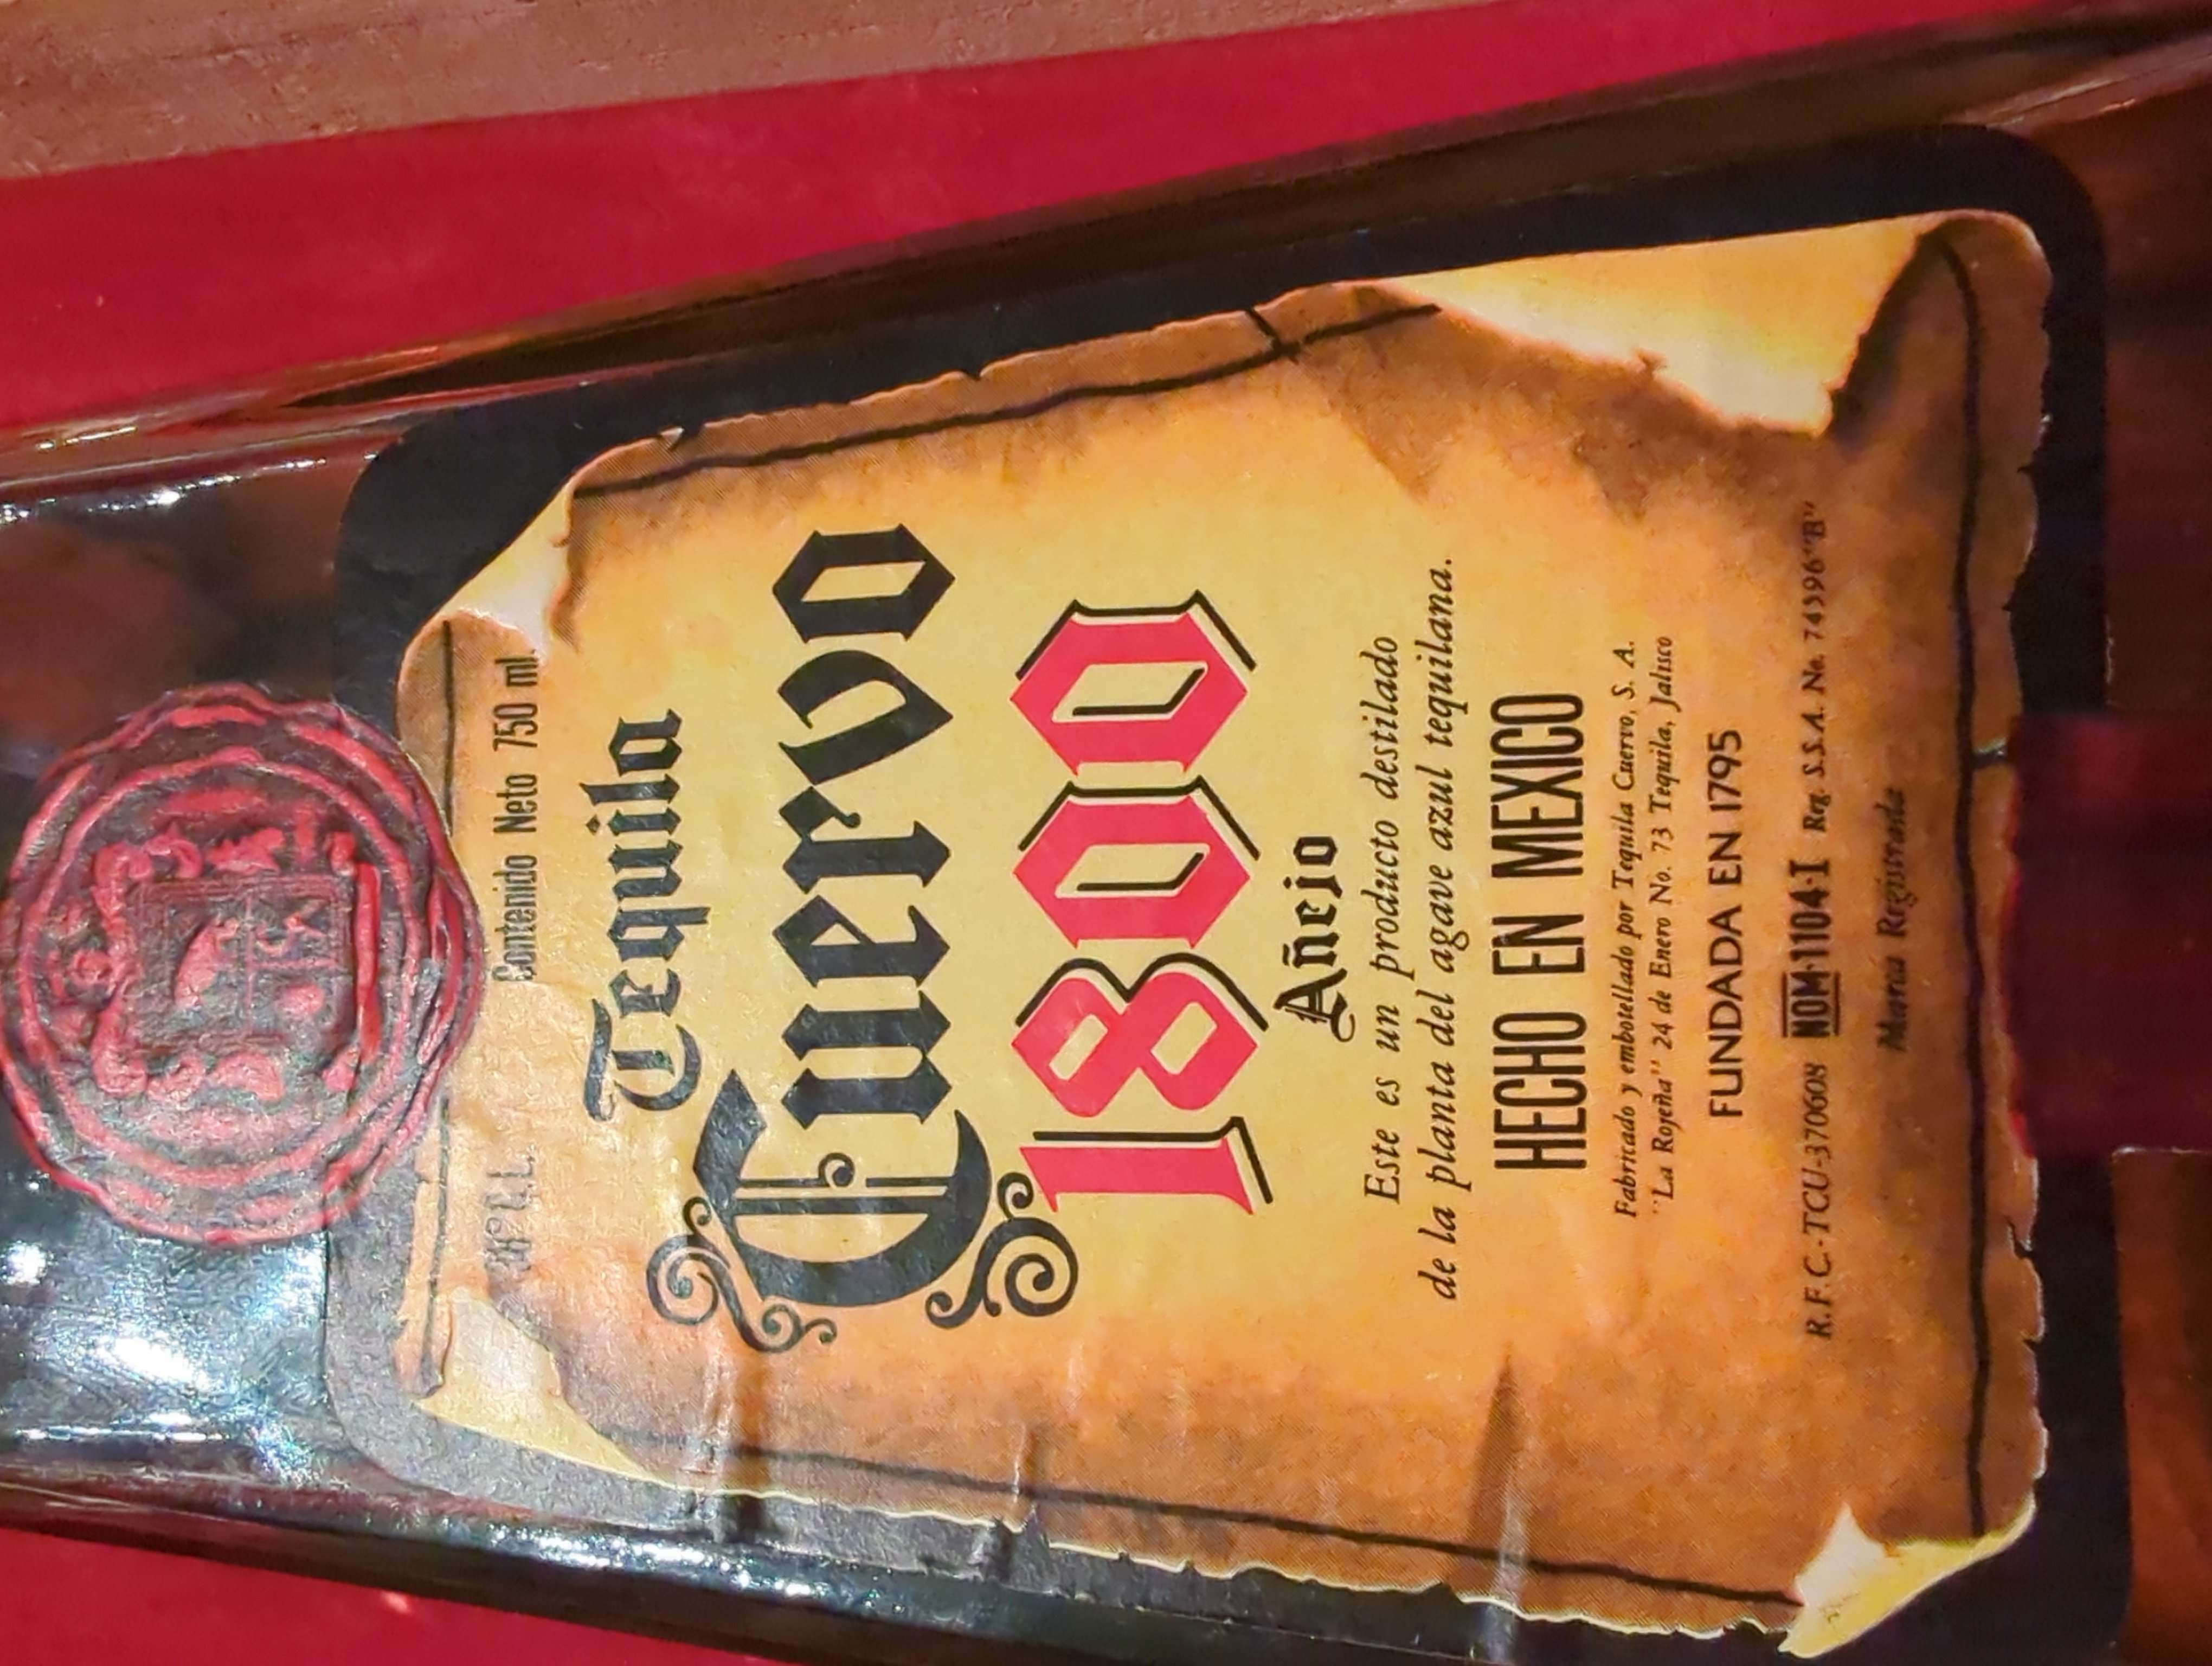 38° G.L. Contenido Neto 750 ml.
Tequila
Cuervo
1800
Añejo
Este es un producto destilado
de la planta del agave azul tequilana.
HECHO EN MEXICO
Fabricado y embotellado por Tequila Cuervo, S. A.
"La Rojeña" 24 de Enero No. 73 Tequila, Jalisco
FUNDADA EN 1795
R.F.C.-TCU-370608 NOM-1104-I Reg. S.S.A. No. 74596"B"
Marca Registrada